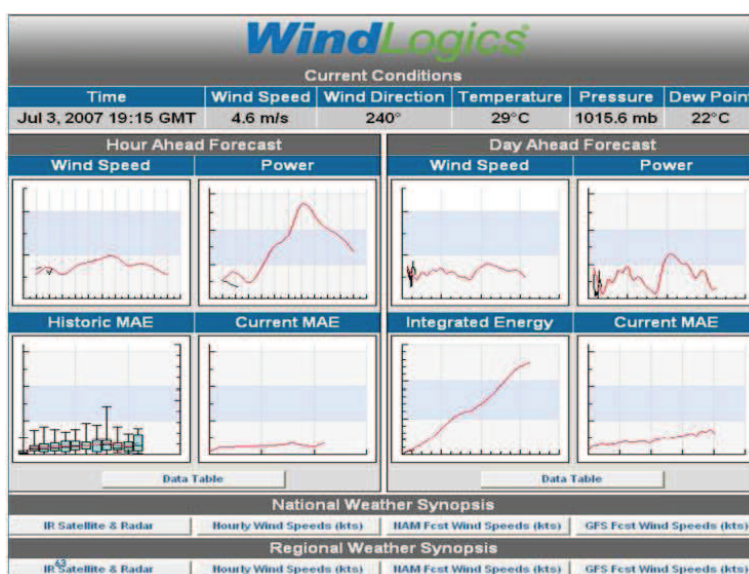 WindLogics
Current Conditions
Time Wind Speed Wind Direction Temperature Pressure Dew Point
Jul 3, 2007 19:15 GMT 4.6 m/s 240° 29°C 1015.6 mb 22°C
Hour Ahead Forecast Day Ahead Forecast
Wind Speed Power Wind Speed Power
Historic MAE Current MAE Integrated Energy Current MAE
Data Table Data Table
National Weather Synopsis
IR Satellite & Radar Hourly Wind Speeds (kts) NAM Fcst Wind Speeds (kts) GFS Fcst Wind Speeds (kts)
Regional Weather Synopsis
IR Satellite & Radar Hourly Wind Speeds (kts) NAM Fcst Wind Speeds (kts) GFS Fcst Wind Speeds (kts)